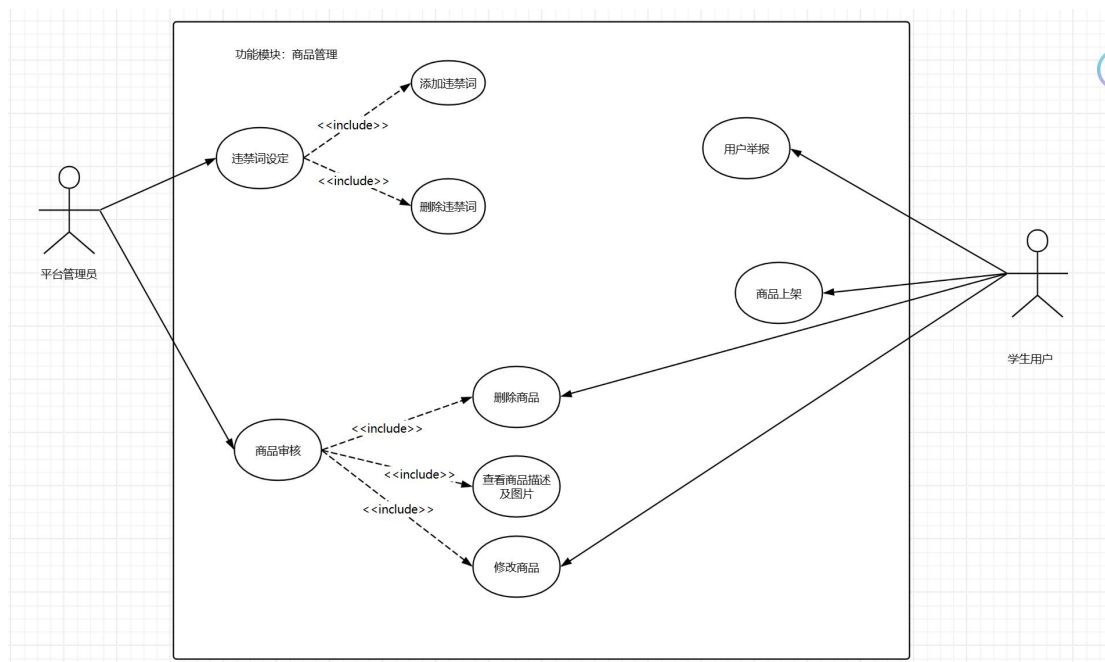 功能模块：商品管理
添加违禁词
<<include>>
违禁词设定
用户举报
<<include>>
删除违禁词
平台管理员
商品上架
学生用户
删除商品
<<include>>
商品审核
<<include>>
查看商品描述
及图片
<<include>>
修改商品